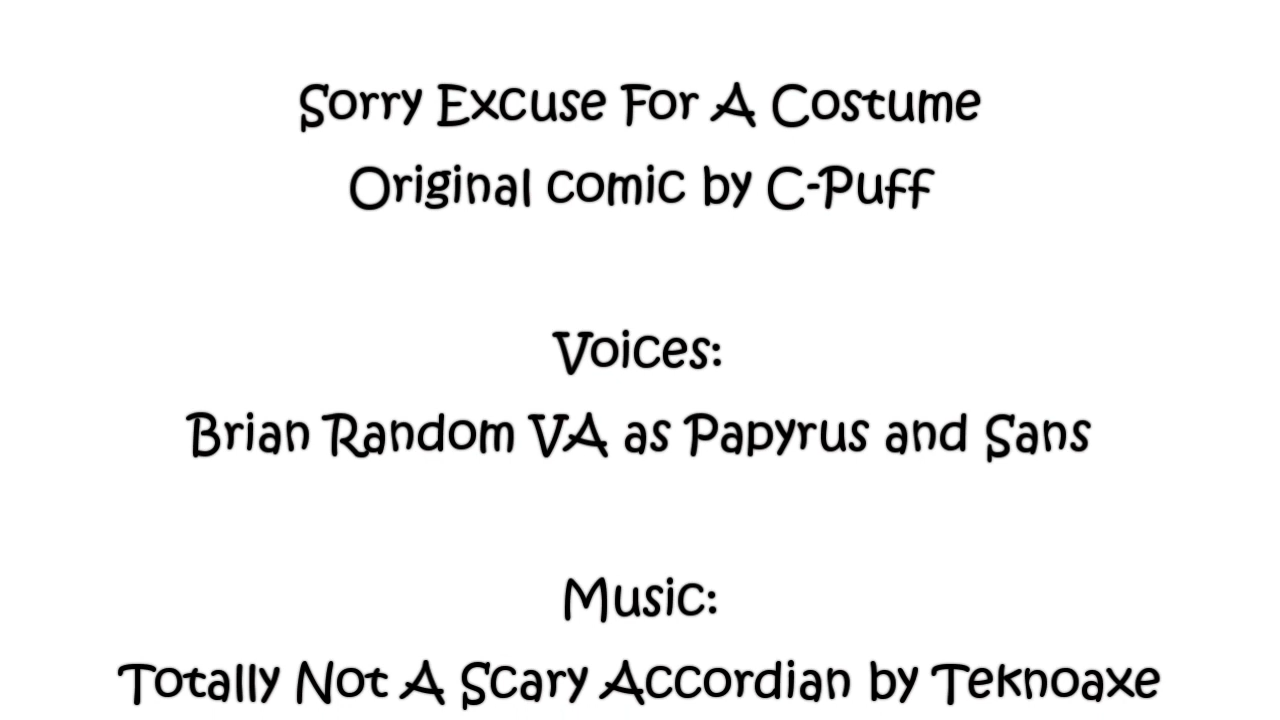 Sorry Excuse For A Costume
Original comic by C-Puff
Voices:
Brian Random VA as Papyrus and Sans
Music:
Totally Not A Scary Accordian by Teknoaxe